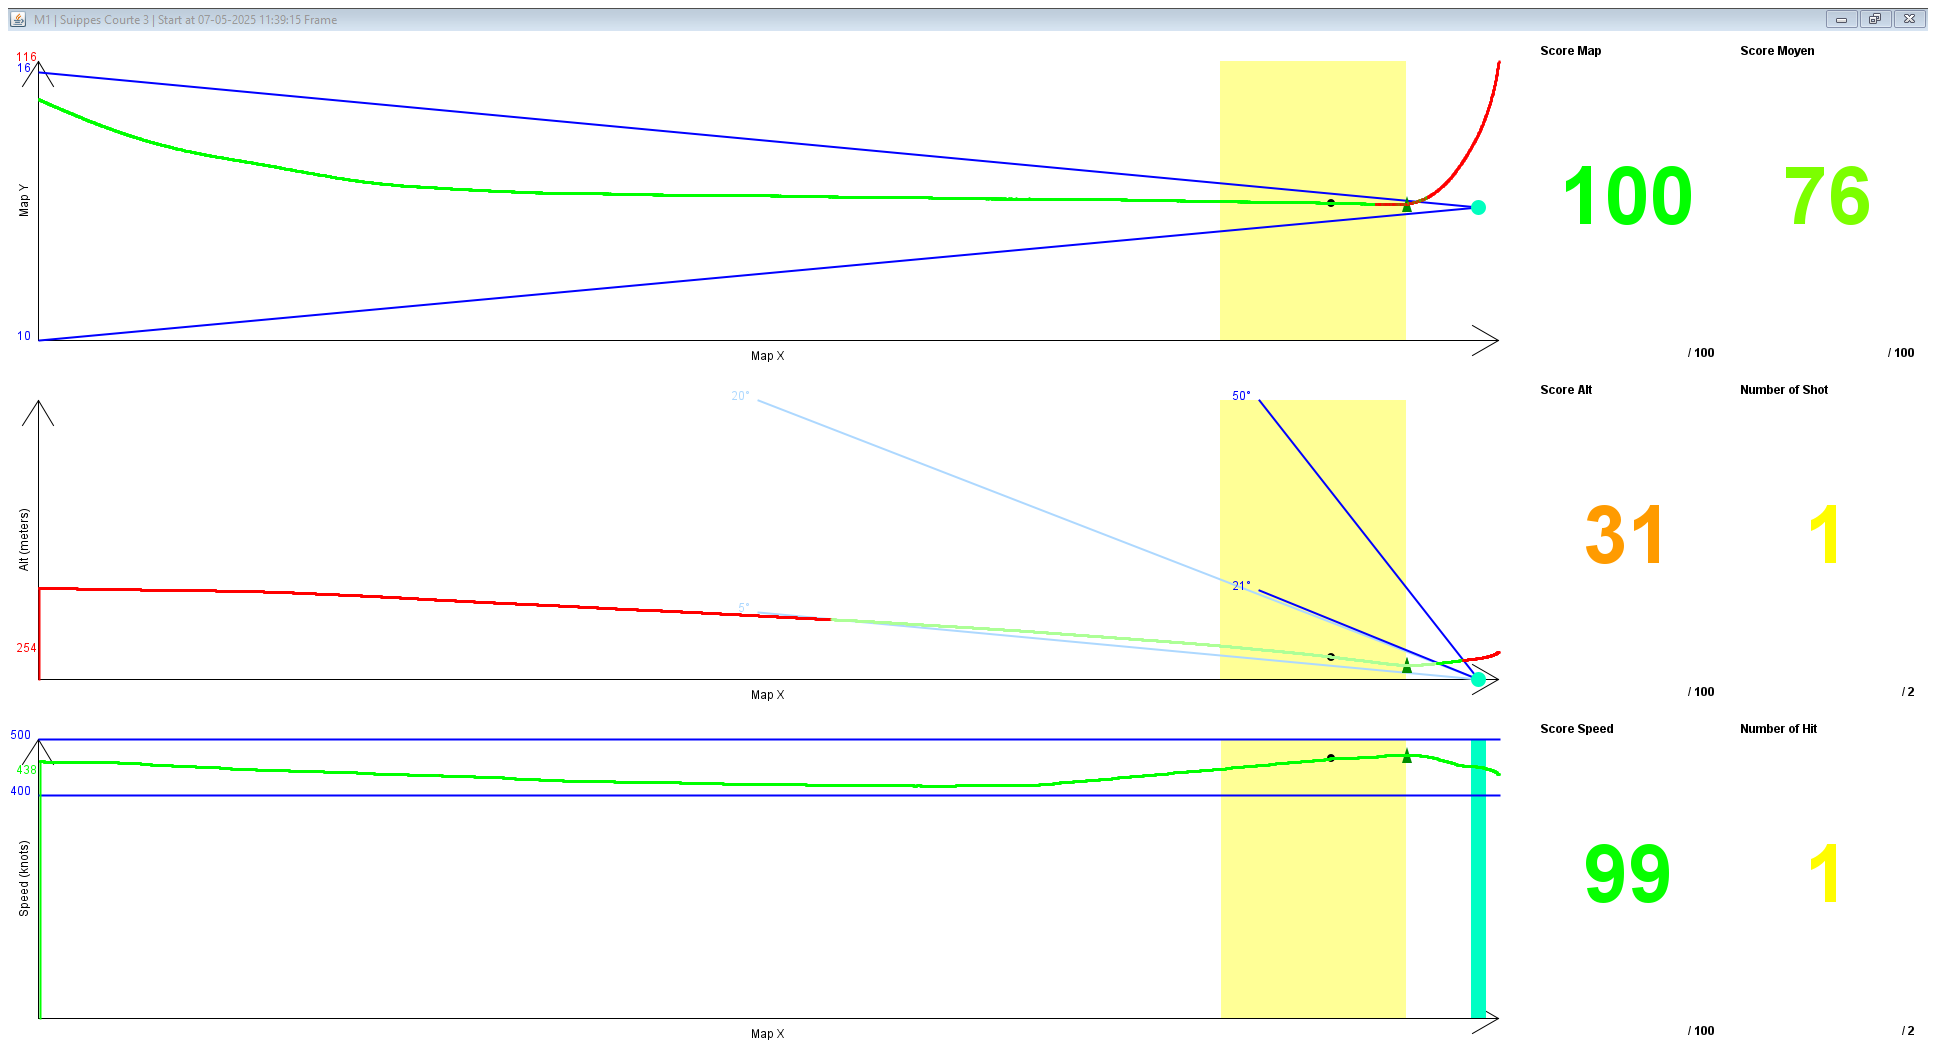 M1 | Suippes Courte 3 | Start at 07-05-2025 11:39:15 Frame
116
16
Map Y
10
Map X
Score Map
100
/ 100
Score Moyen
76
/ 100
20°
50°
Alt (meters)
21°
5°
254
Map X
Score Alt
31
/ 100
Number of Shot
1
/ 2
500
438
400
Speed (knots)
Map X
Score Speed
99
/ 100
Number of Hit
1
/ 2